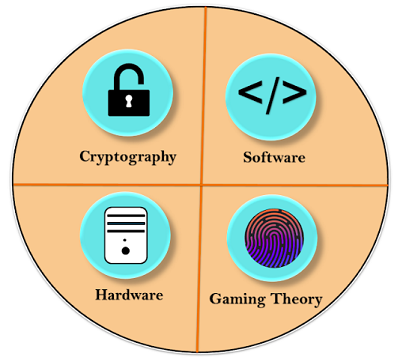 </>
Cryptography
Software
Hardware
Gaming Theory